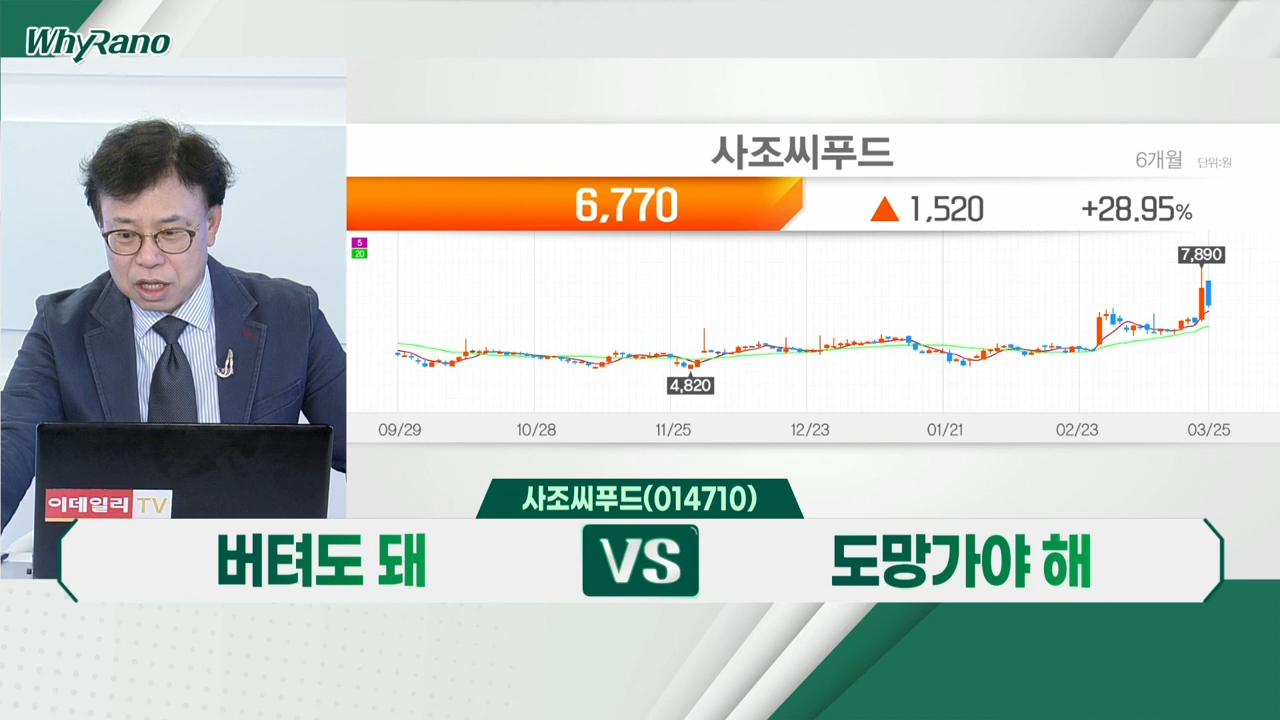 WhyRano
사조씨푸드
6개월 단위:원
6,770 ▲ 1,520 +28.95%
5
20
7,890
4,820
09/29 10/28 11/25 12/23 01/21 02/23 03/25
이데일리 TV
사조씨푸드(014710)
버텨도 돼 VS 도망가야 해